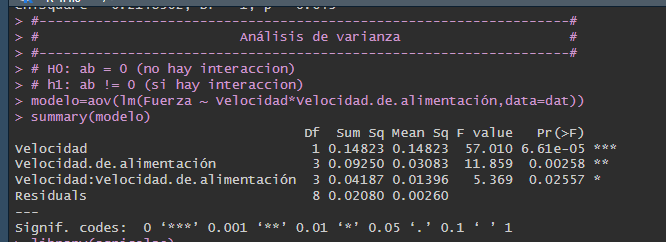 > #------------------------------------------------------------------#
> #                         Análisis de varianza                     #
> #------------------------------------------------------------------#
> # H0: ab = 0 (no hay interaccion)
> # h1: ab != 0 (si hay interaccion)
> modelo=aov(lm(Fuerza ~ Velocidad*Velocidad.de.alimentación,data=dat))
> summary(modelo)
                                    Df  Sum Sq Mean Sq F value   Pr(>F)
Velocidad                            1 0.14823 0.14823  57.010 6.61e-05 ***
Velocidad.de.alimentación            3 0.09250 0.03083  11.859  0.00258 **
Velocidad:Velocidad.de.alimentación  3 0.04187 0.01396   5.369  0.02557 *
Residuals                            8 0.02080 0.00260
---
Signif. codes:  0 ‘***’ 0.001 ‘**’ 0.01 ‘*’ 0.05 ‘.’ 0.1 ‘ ’ 1